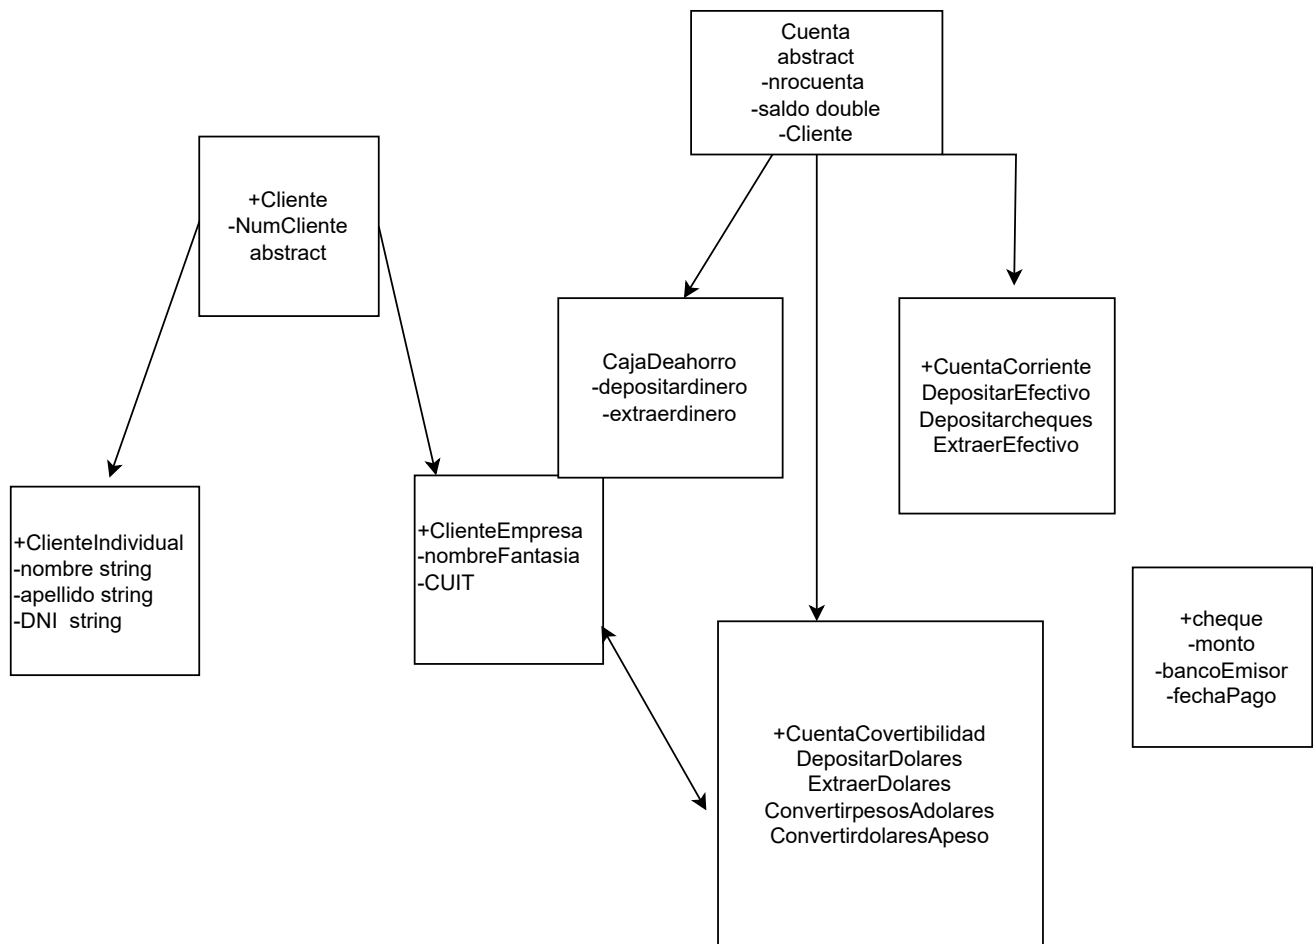 Cuenta
abstract
-nrocuenta
-saldo double
-Cliente
+Cliente
-NumCliente
abstract
CajaDeahorro
-depositardinero
-extraerdinero
+CuentaCorriente
DepositarEfectivo
Depositarcheques
ExtraerEfectivo
+ClienteIndividual
-nombre string
-apellido string
-DNI  string
+ClienteEmpresa
-nombreFantasia
-CUIT
+cheque
-monto
-bancoEmisor
-fechaPago
+CuentaCovertibilidad
DepositarDolares
ExtraerDolares
ConvertirpesosAdolares
ConvertirdolaresApeso